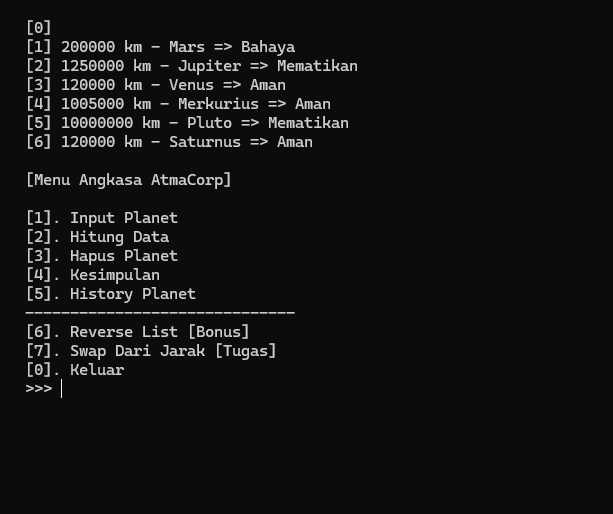 [0]
[1] 200000 km - Mars => Bahaya
[2] 1250000 km - Jupiter => Mematikan
[3] 120000 km - Venus => Aman
[4] 1005000 km - Merkurius => Aman
[5] 10000000 km - Pluto => Mematikan
[6] 120000 km - Saturnus => Aman
[Menu Angkasa AtmaCorp]
[1]. Input Planet
[2]. Hitung Data
[3]. Hapus Planet
[4]. Kesimpulan
[5]. History Planet
------------------------------
[6]. Reverse List [Bonus]
[7]. Swap Dari Jarak [Tugas]
[0]. Keluar
>>>